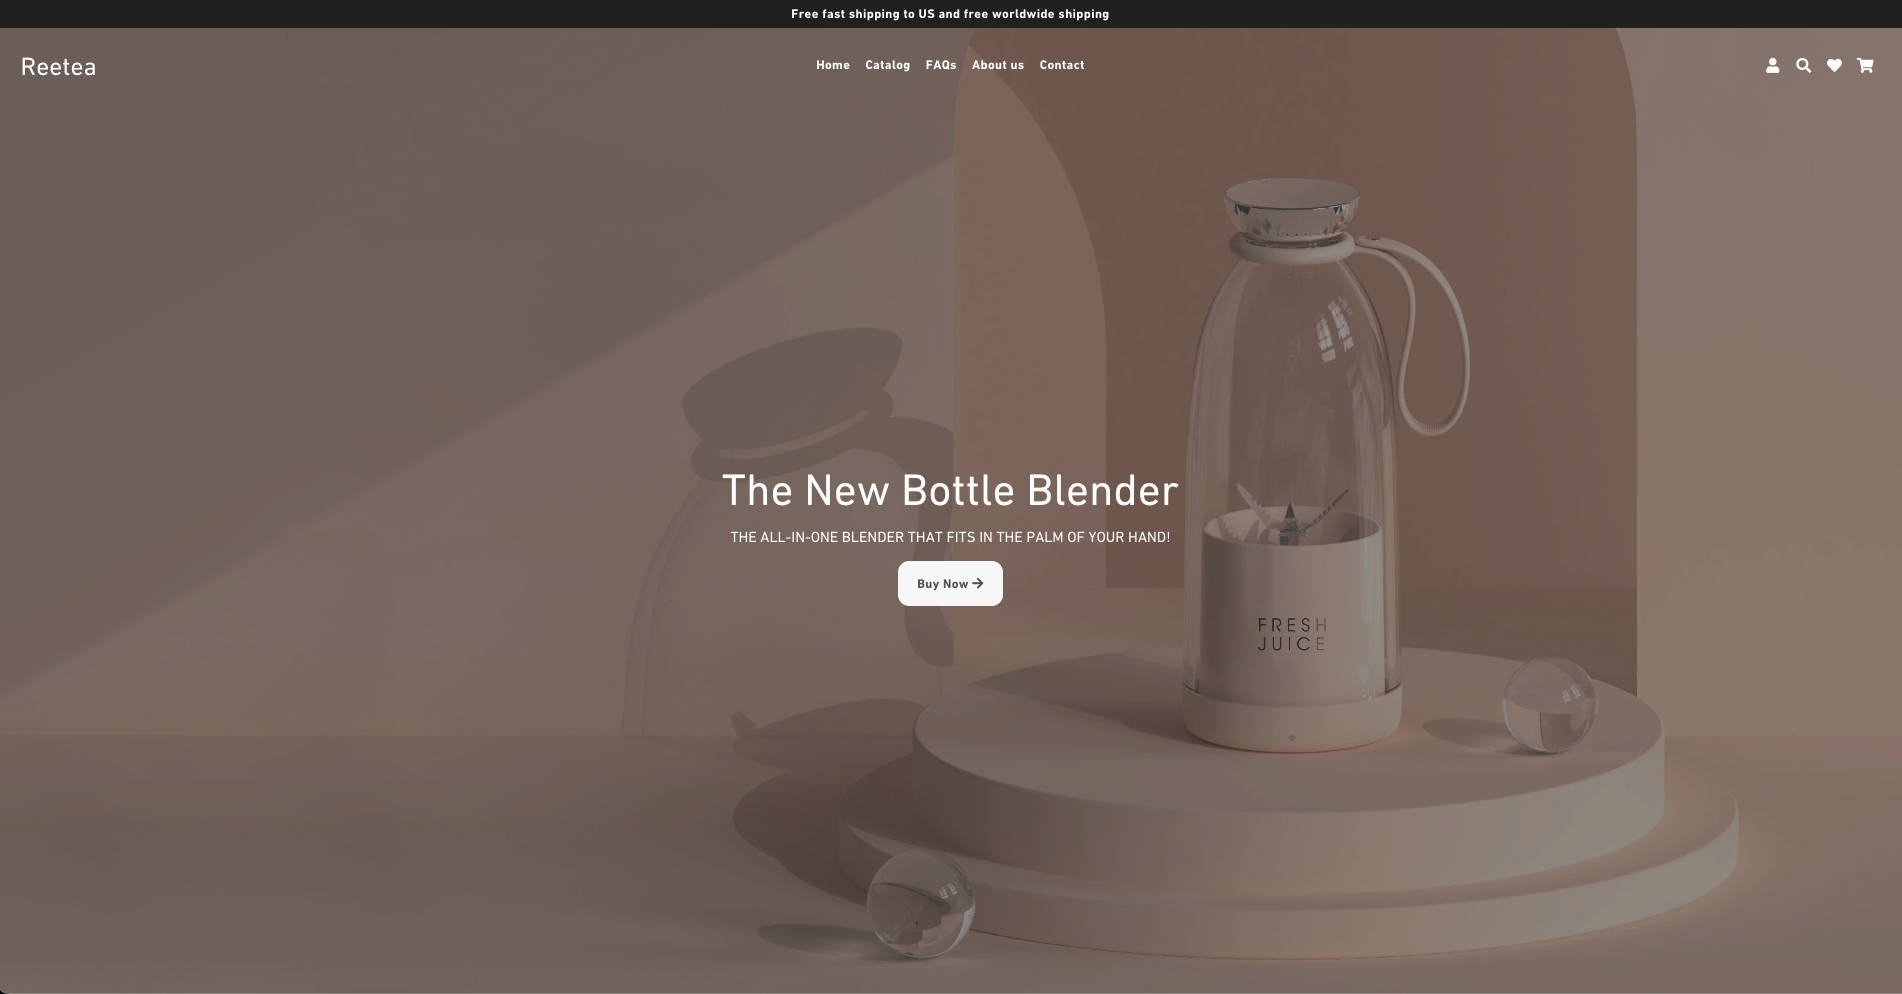 Free fast shipping to US and free worldwide shipping
Reetea
Home Catalog FAQs About us Contact
The New Bottle Blender
THE ALL-IN-ONE BLENDER THAT FITS IN THE PALM OF YOUR HAND!
Buy Now
FRESH
JUICE